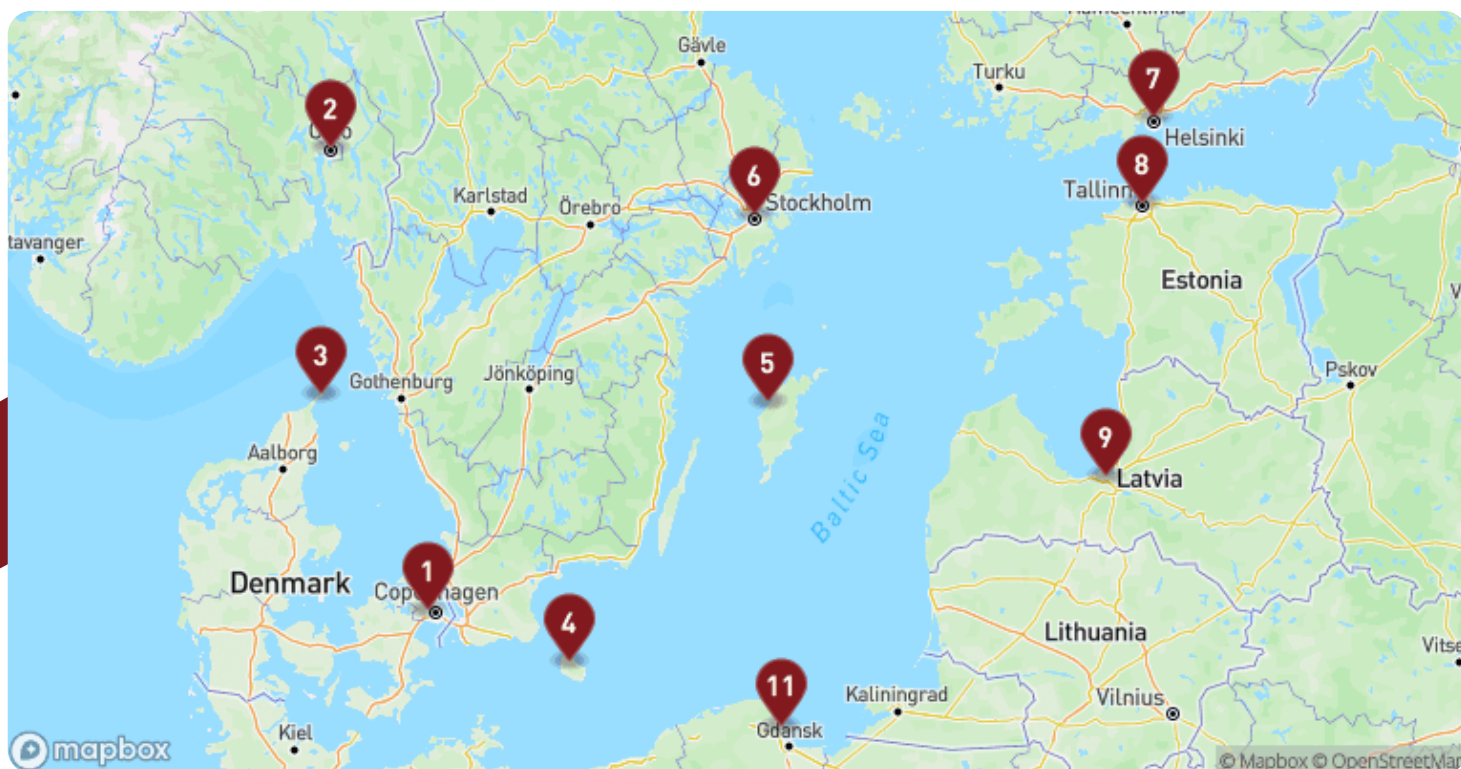 Gävle
Turku
7
Helsinki
2
8
Tallinn
6
Stockholm
Karlstad
Örebro
tavanger
Estonia
3
5
Gothenburg
Jönköping
Pskov
Baltic Sea
9
Latvia
Aalborg
1
Denmark
Copenhagen
4
Lithuania
11
Kaliningrad
Vilnius
Vitse
Kiel
Gdansk
mapbox
© Mapbox © OpenStreetMap